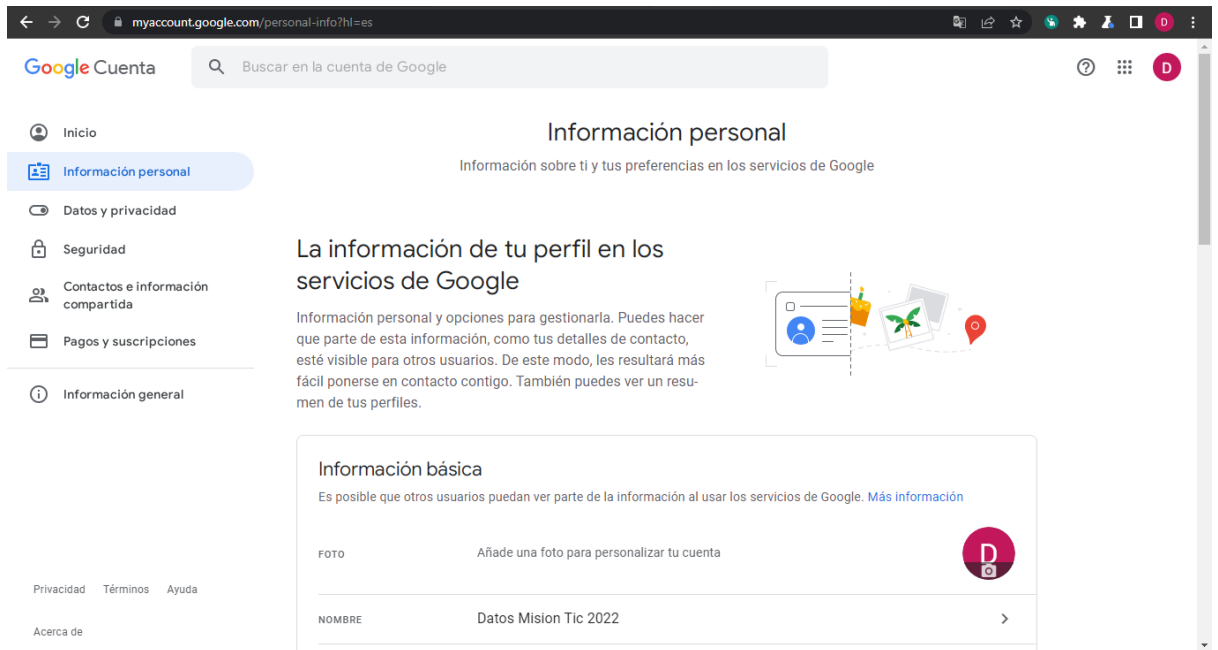 myaccount.google.com/personal-info?hl=es
D
Google Cuenta
Buscar en la cuenta de Google
D
Inicio
Información personal
Datos y privacidad
Seguridad
Contactos e información
compartida
Pagos y suscripciones
Información general
Privacidad Términos Ayuda
Acerca de
Información personal
Información sobre ti y tus preferencias en los servicios de Google
La información de tu perfil en los
servicios de Google
Información personal y opciones para gestionarla. Puedes hacer
que parte de esta información, como tus detalles de contacto,
esté visible para otros usuarios. De este modo, les resultará más
fácil ponerse en contacto contigo. También puedes ver un resu-
men de tus perfiles.
Información básica
Es posible que otros usuarios puedan ver parte de la información al usar los servicios de Google. Más información
FOTO Añade una foto para personalizar tu cuenta D
NOMBRE Datos Mision Tic 2022